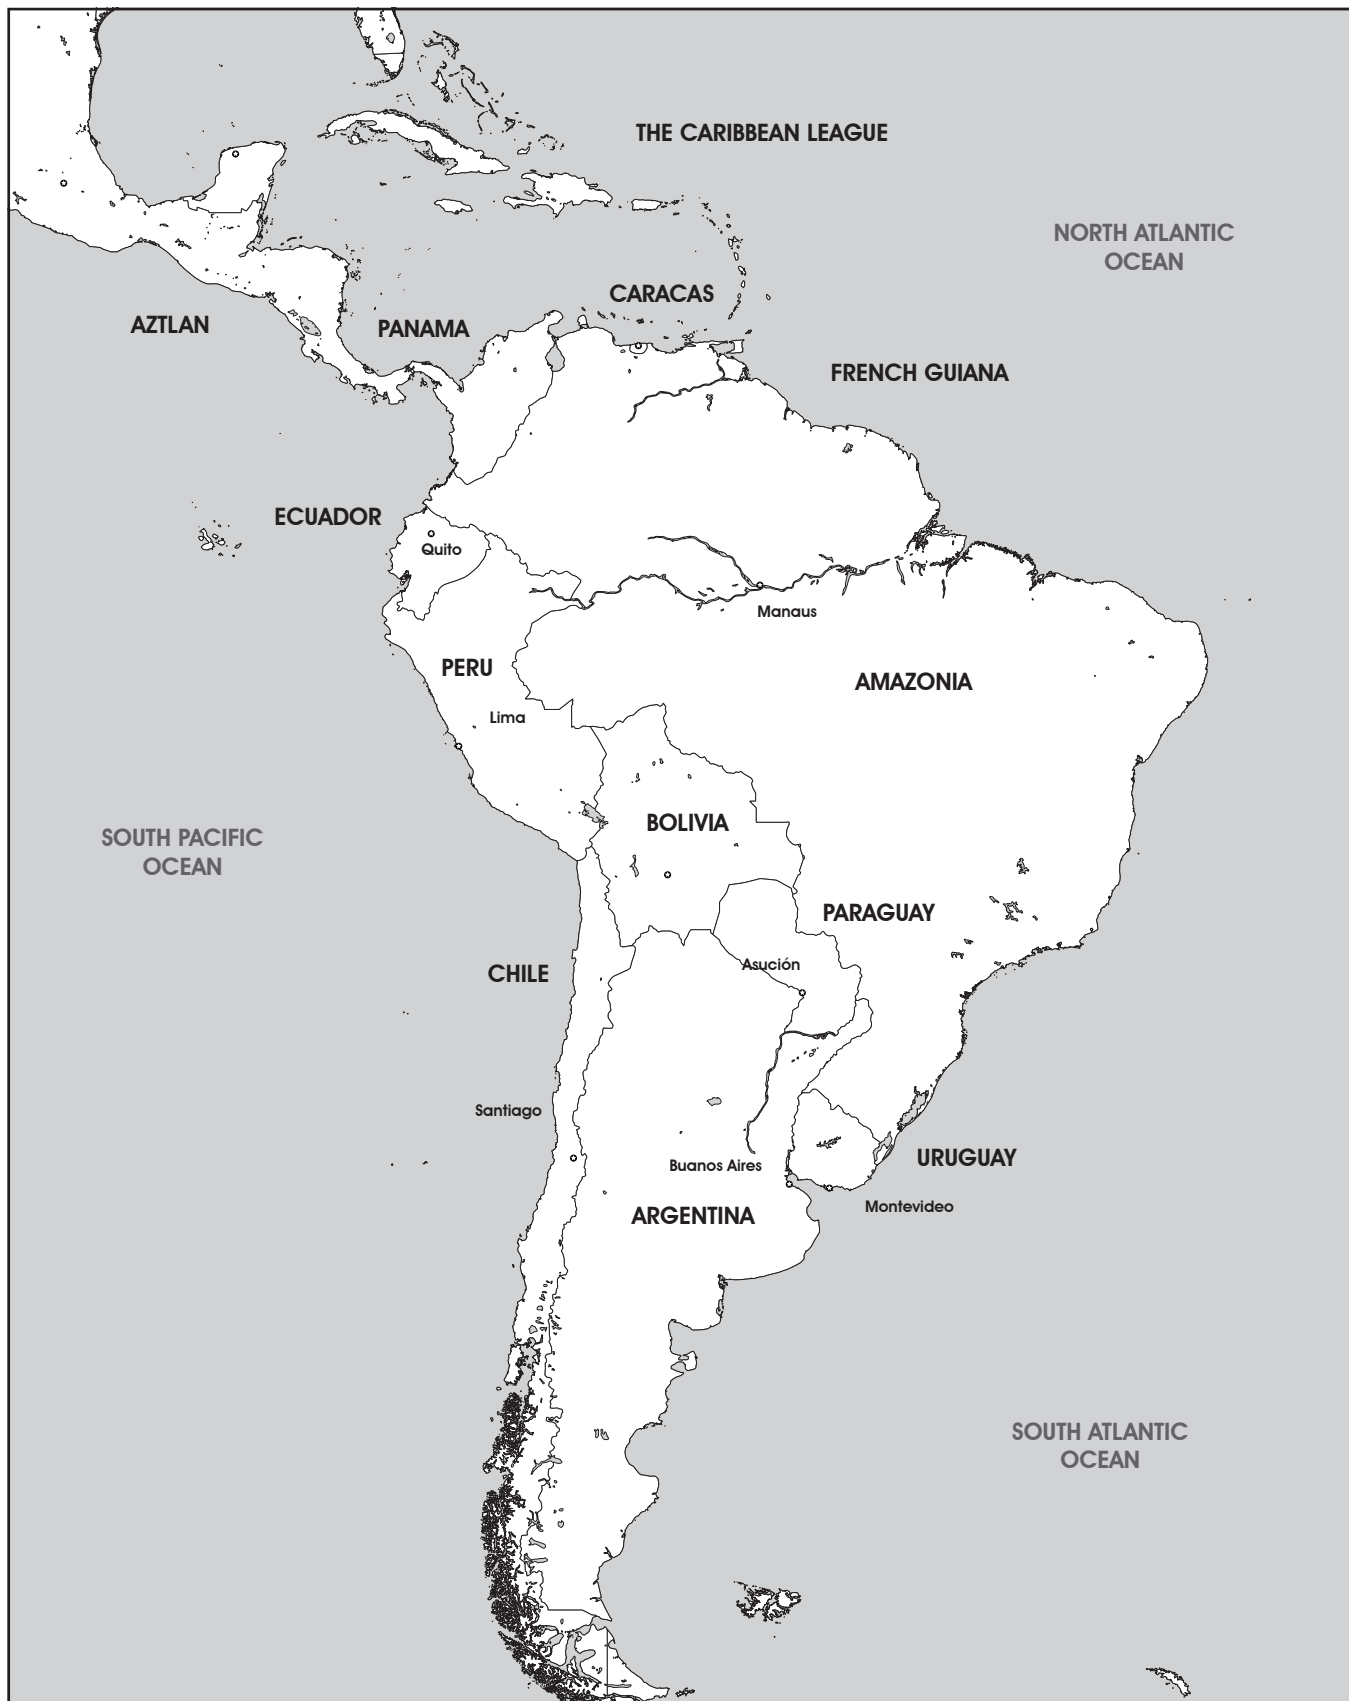 THE CARIBBEAN LEAGUE
NORTH ATLANTIC
OCEAN
CARACAS
AZTLAN
PANAMA
FRENCH GUIANA
ECUADOR
Quito
Manaus
PERU
AMAZONIA
Lima
SOUTH PACIFIC
OCEAN
BOLIVIA
PARAGUAY
Asución
CHILE
Santiago
Buanos Aires
URUGUAY
Montevideo
ARGENTINA
SOUTH ATLANTIC
OCEAN